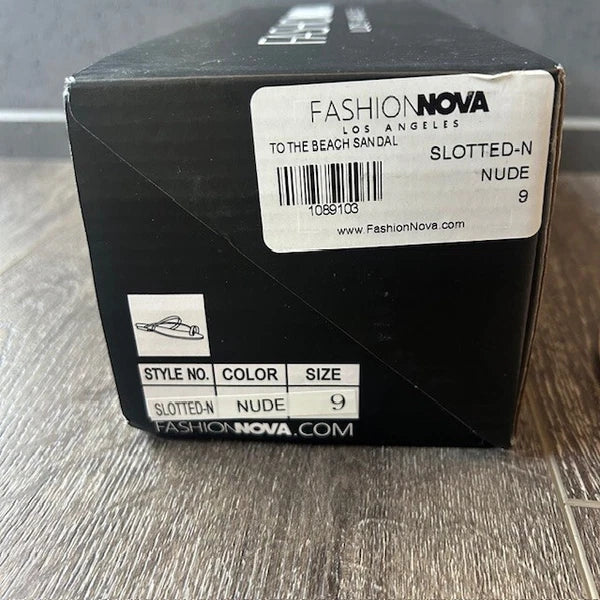 FASHIONNOVA
LOS ANGELES
TO THE BEACH SANDAL
SLOTTED-N
NUDE
9
1089103
www.FashionNova.com
STYLE NO. COLOR SIZE
SLOTTED-N NUDE 9
FASHIONNOVA.COM